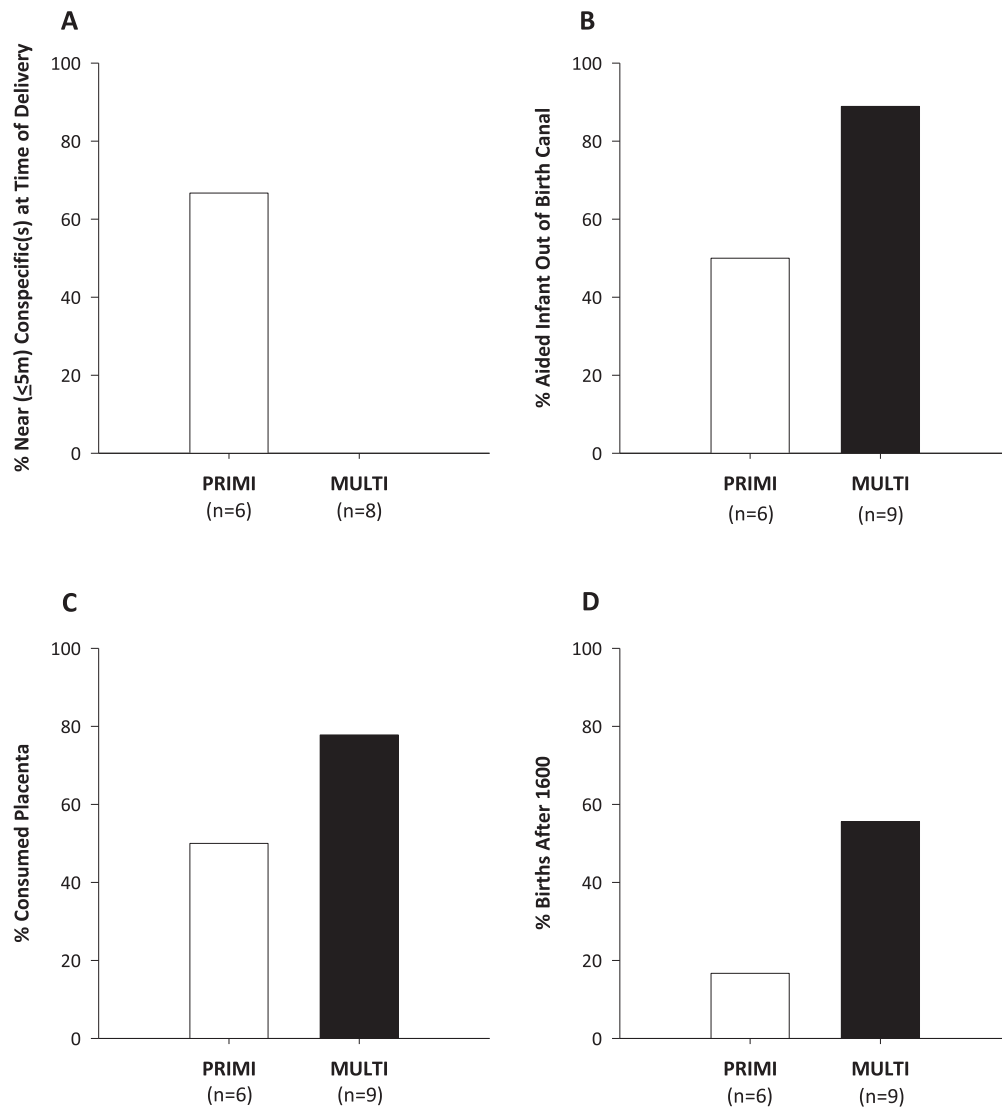 A
% Near (≤5m) Conspecific(s) at Time of Delivery
100
80
60
40
20
0
PRIMI
(n=6)
MULTI
(n=8)
B
% Aided Infant Out of Birth Canal
100
80
60
40
20
0
PRIMI
(n=6)
MULTI
(n=9)
C
% Consumed Placenta
100
80
60
40
20
0
PRIMI
(n=6)
MULTI
(n=9)
D
% Births After 1600
100
80
60
40
20
0
PRIMI
(n=6)
MULTI
(n=9)